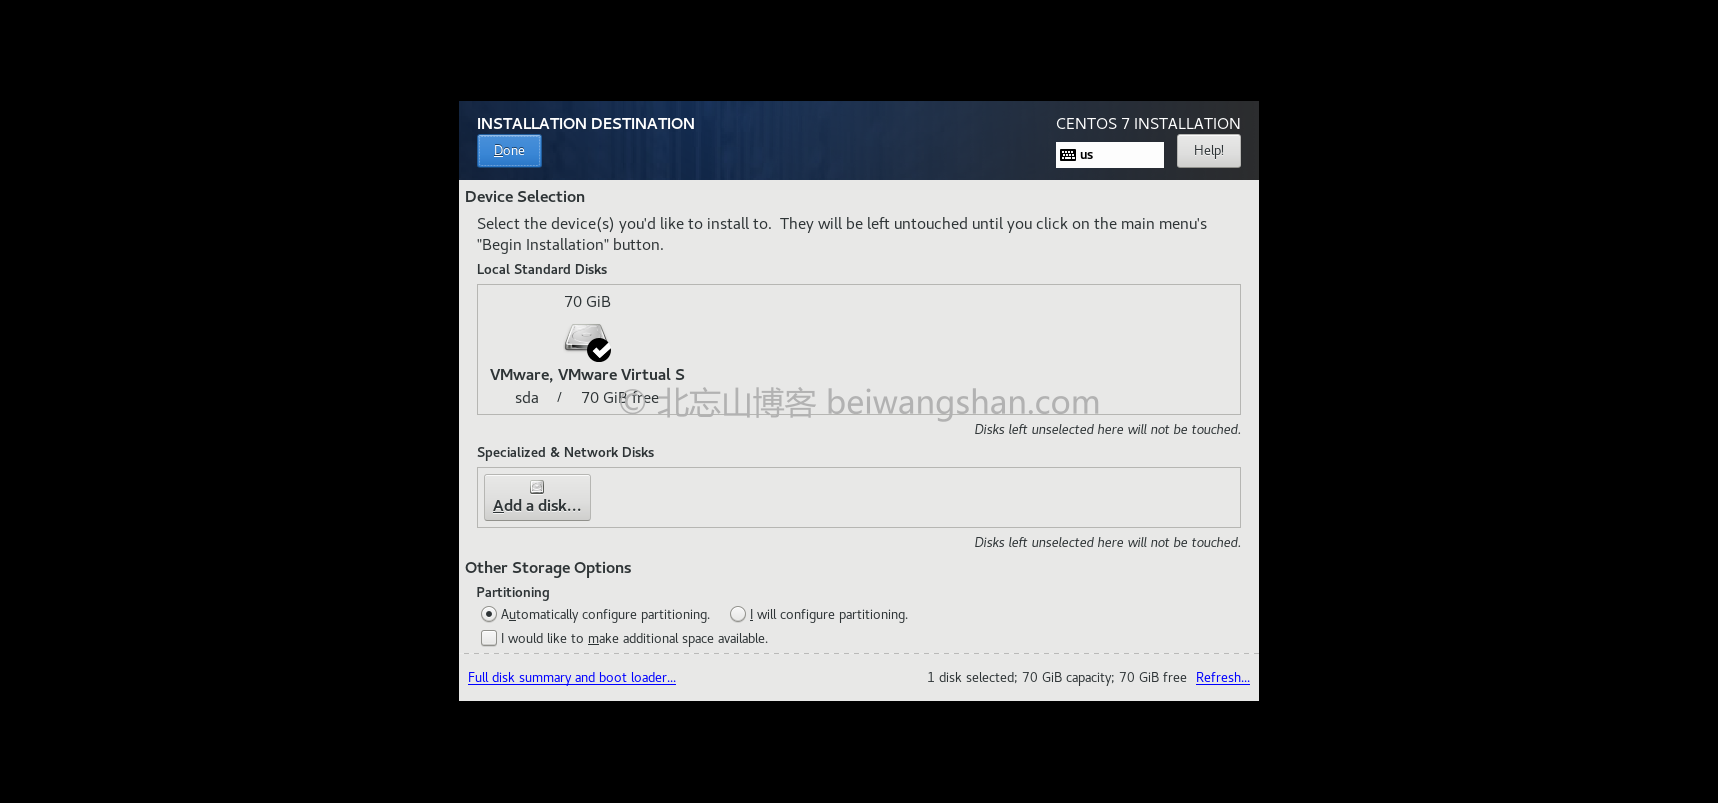 INSTALLATION DESTINATION
CENTOS 7 INSTALLATION
Done
us
Help!
Device Selection
Select the device(s) you'd like to install to.  They will be left untouched until you click on the main menu's
"Begin Installation" button.
Local Standard Disks
70 GiB
VMware, VMware Virtual S
sda / 70 GiB free
© 北忘山博客 beiwangshan.com
Disks left unselected here will not be touched.
Specialized & Network Disks
Add a disk...
Disks left unselected here will not be touched.
Other Storage Options
Partitioning
Automatically configure partitioning. I will configure partitioning.
I would like to make additional space available.
Full disk summary and boot loader... 1 disk selected; 70 GiB capacity; 70 GiB free Refresh...